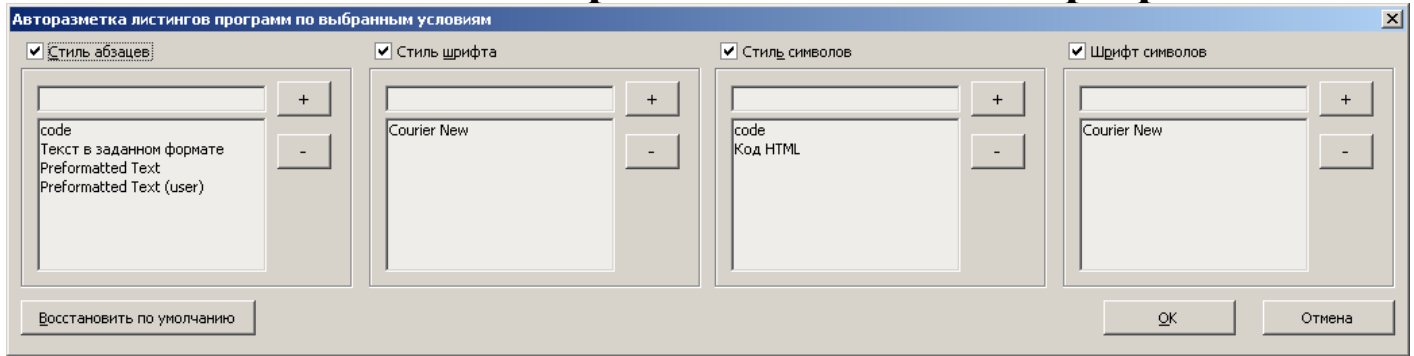 Авторазметка листингов программ по выбранным условиям
Стиль абзацев
+
code
Текст в заданном формате
Preformatted Text
Preformatted Text (user)
-
Стиль шрифта
+
Courier New
-
Стиль символов
+
code
Код HTML
-
Шрифт символов
+
Courier New
-
Восстановить по умолчанию
OK
Отмена